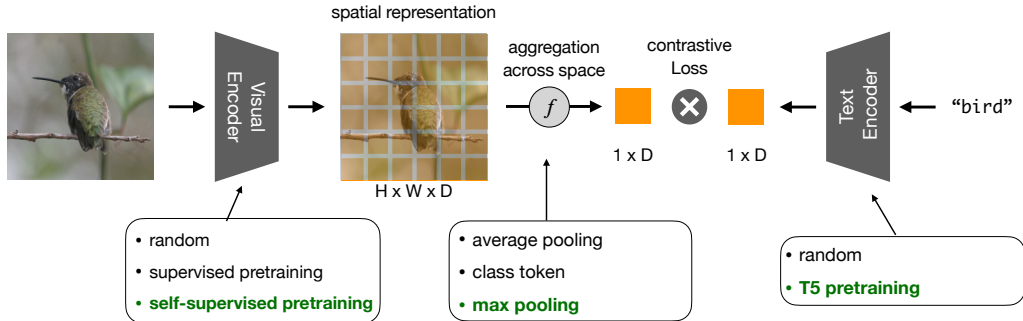 spatial representation
Visual
Encoder
aggregation
across space
contrastive
Loss
Text
Encoder
"bird"
f
1 x D
1 x D
H x W x D
• random
• supervised pretraining
• self-supervised pretraining
• average pooling
• class token
• max pooling
• random
• T5 pretraining